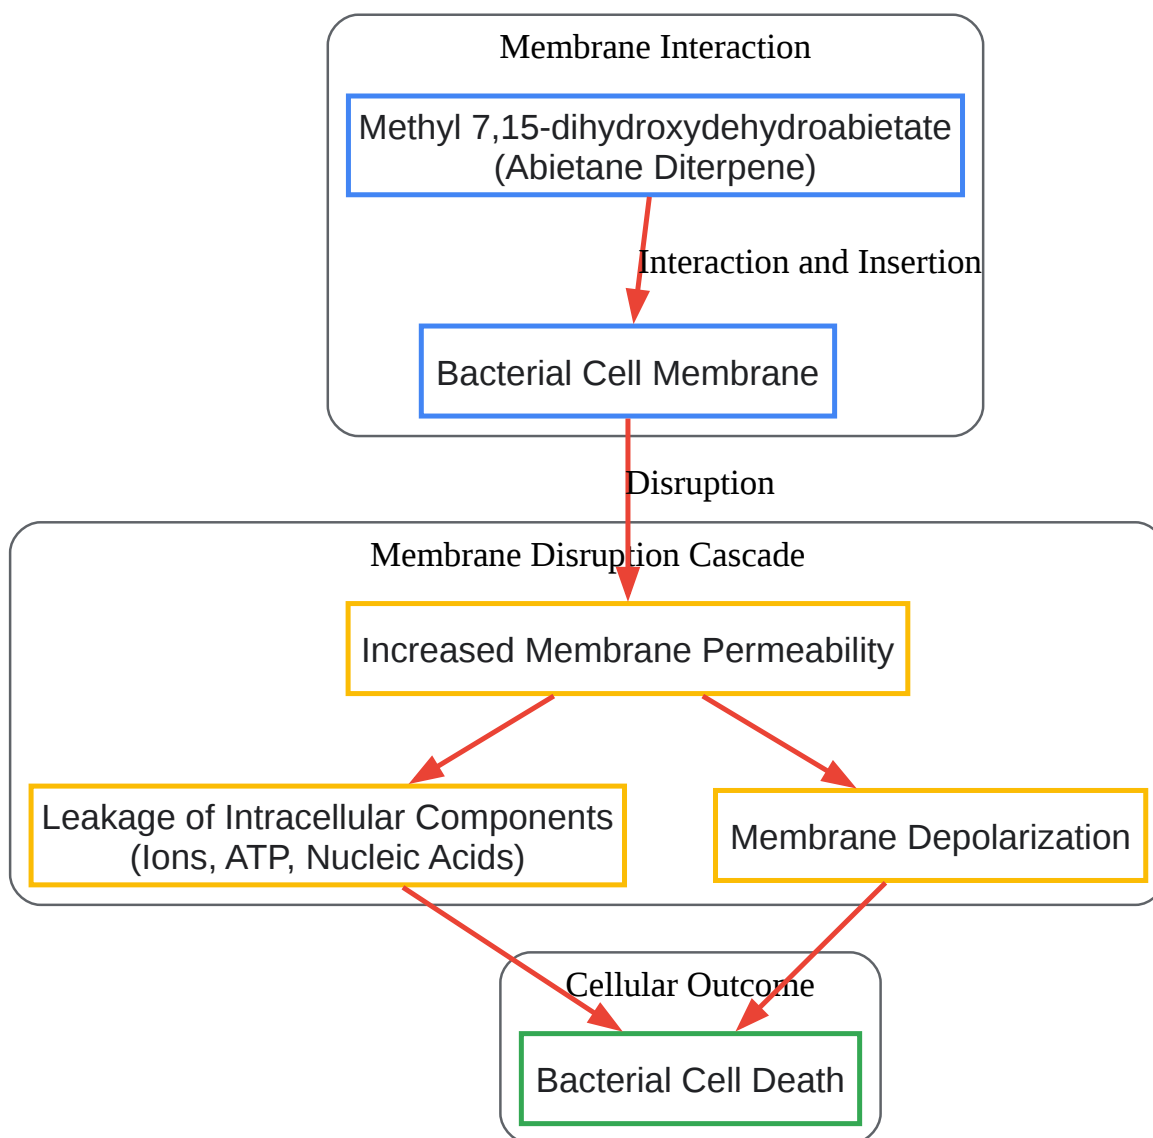 Membrane Interaction
Methyl 7,15-dihydroxydehydroabietate
(Abietane Diterpene)
Interaction and Insertion
Bacterial Cell Membrane
Disruption
Membrane Disruption Cascade
Increased Membrane Permeability
Leakage of Intracellular Components
(Ions, ATP, Nucleic Acids)
Membrane Depolarization
Cellular Outcome
Bacterial Cell Death